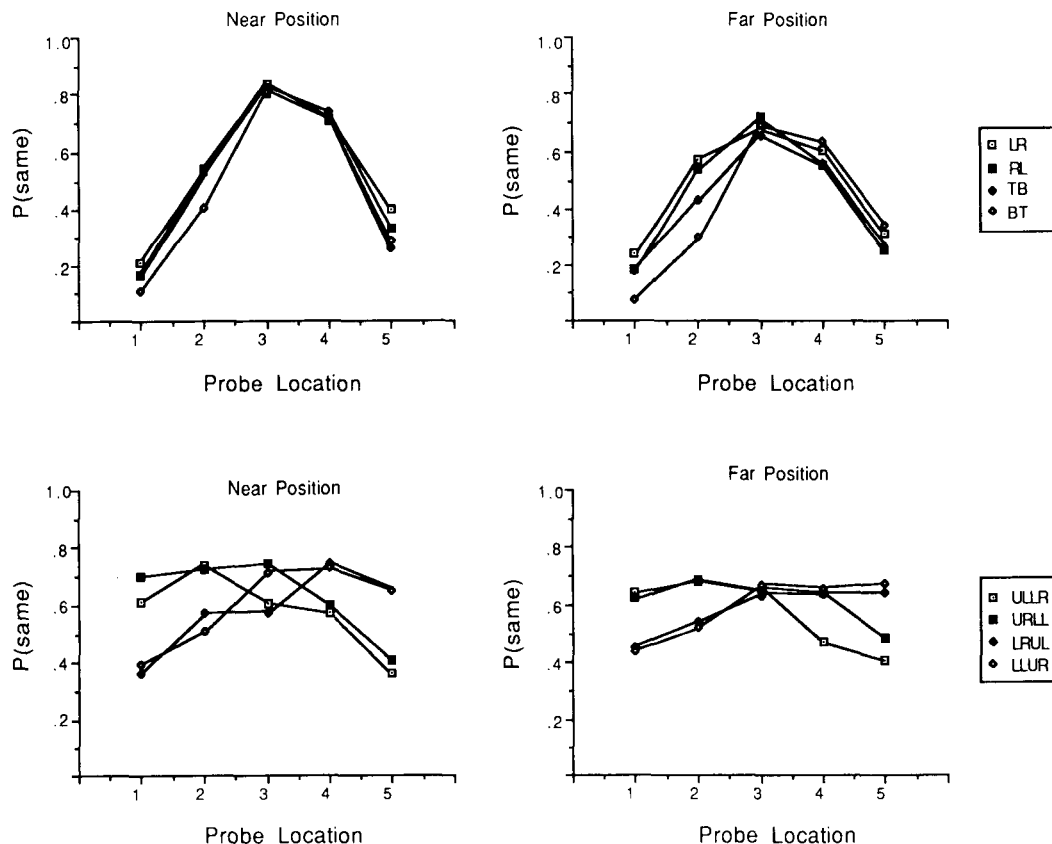 Near Position
1.0
.8
.6
.4
.2
P(same)
1 2 3 4 5
Probe Location
Far Position
1.0
.8
.6
.4
.2
P(same)
1 2 3 4 5
Probe Location
LR
RL
TB
BT
Near Position
1.0
.8
.6
.4
.2
P(same)
1 2 3 4 5
Probe Location
Far Position
1.0
.8
.6
.4
.2
P(same)
1 2 3 4 5
Probe Location
ULLR
URLL
LRUL
LLUR